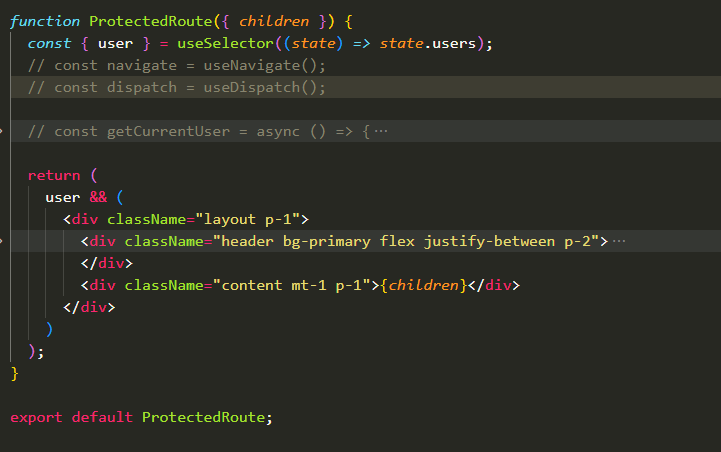 function ProtectedRoute({ children }) {
const { user } = useSelector((state) => state.users);
// const navigate = useNavigate();
// const dispatch = useDispatch();
// const getCurrentUser = async () => {···
return (
user && (
<div className="layout p-1">
<div className="header bg-primary flex justify-between p-2">···
</div>
<div className="content mt-1 p-1">{children}</div>
</div>
)
);
}
export default ProtectedRoute;